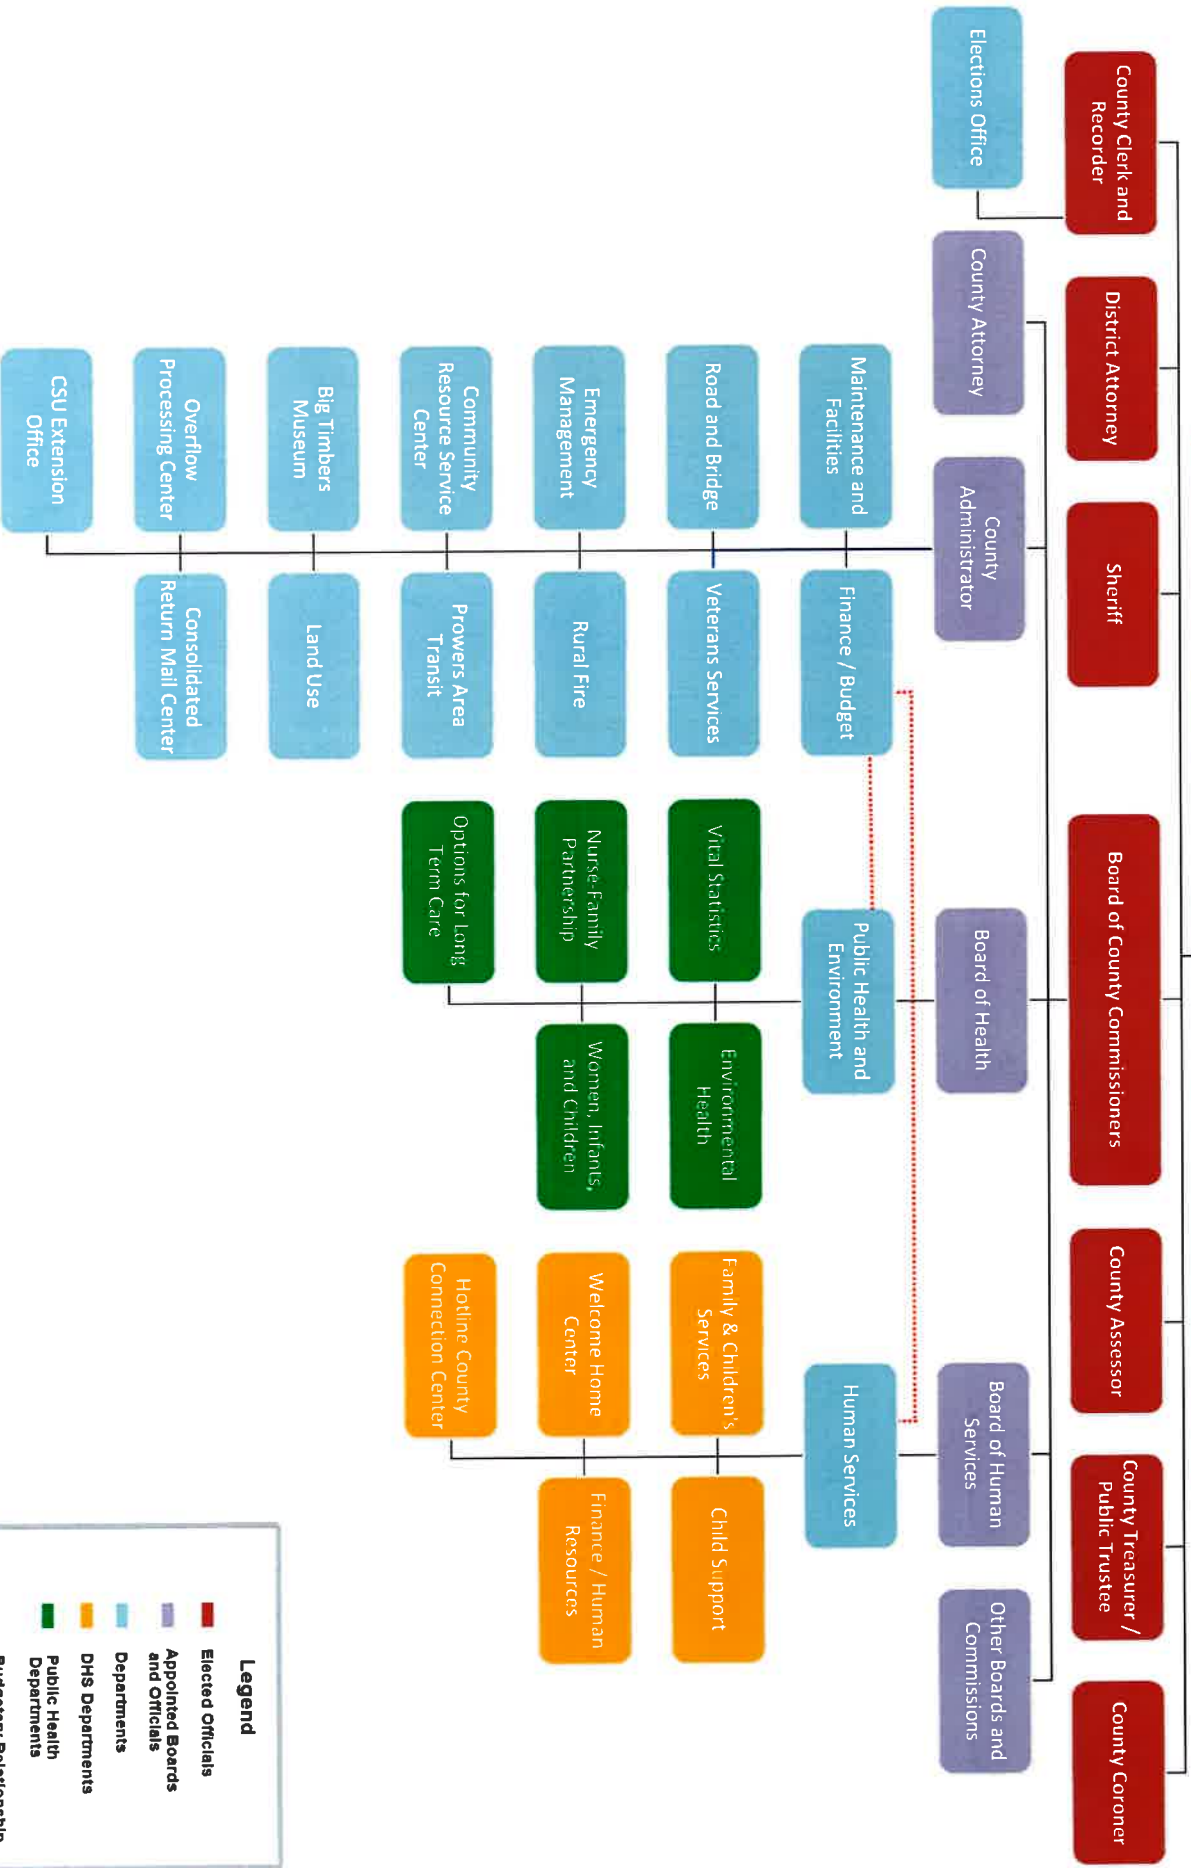 County Clerk and
Recorder
District Attorney
Sheriff
Board of County Commissioners
County Assessor
County Treasurer /
Public Trustee
County Coroner
Elections Office
County Attorney
County
Administrator
Board of Health
Board of Human
Services
Other Boards and
Commissions
Maintenance and
Facilities
Finance / Budget
Public Health and
Environment
Human Services
Road and Bridge
Veterans Services
Vital Statistics
Environmental
Health
Family & Children's
Services
Child Support
Emergency
Management
Rural Fire
Nurse-Family
Partnership
Women, Infants,
and Children
Welcome Home
Center
Finance / Human
Resources
Community
Resource Service
Center
Prowers Area
Transit
Options for Long
Term Care
Hotline County
Connection Center
Big Timbers
Museum
Land Use
Overflow
Processing Center
Consolidated
Return Mail Center
CSU Extension
Office
Legend
Elected Officials
Appointed Boards
and Officials
Departments
DHS Departments
Public Health
Departments
Budgetary Relationship